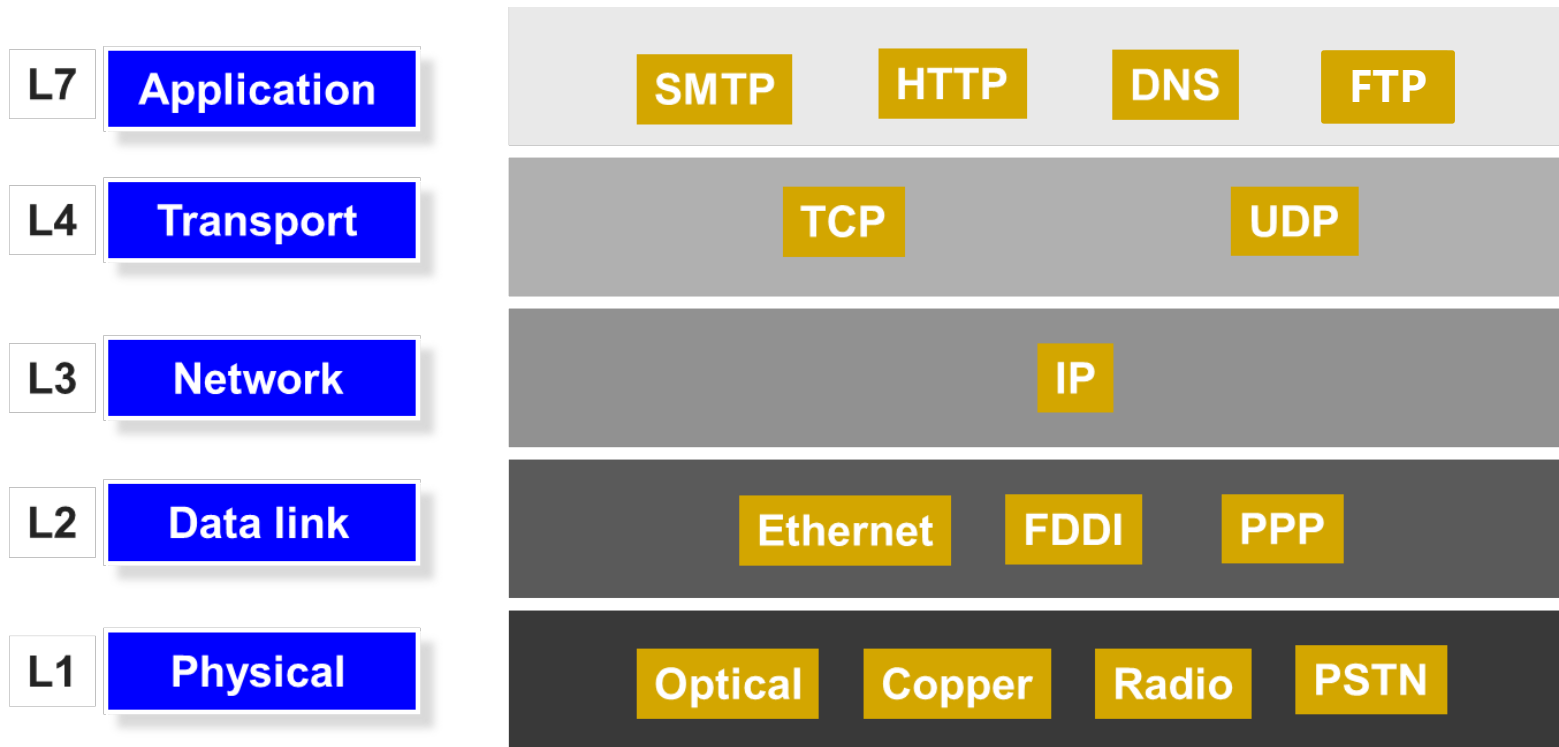 L7 Application SMTP HTTP DNS FTP
L4 Transport TCP UDP
L3 Network IP
L2 Data link Ethernet FDDI PPP
L1 Physical Optical Copper Radio PSTN